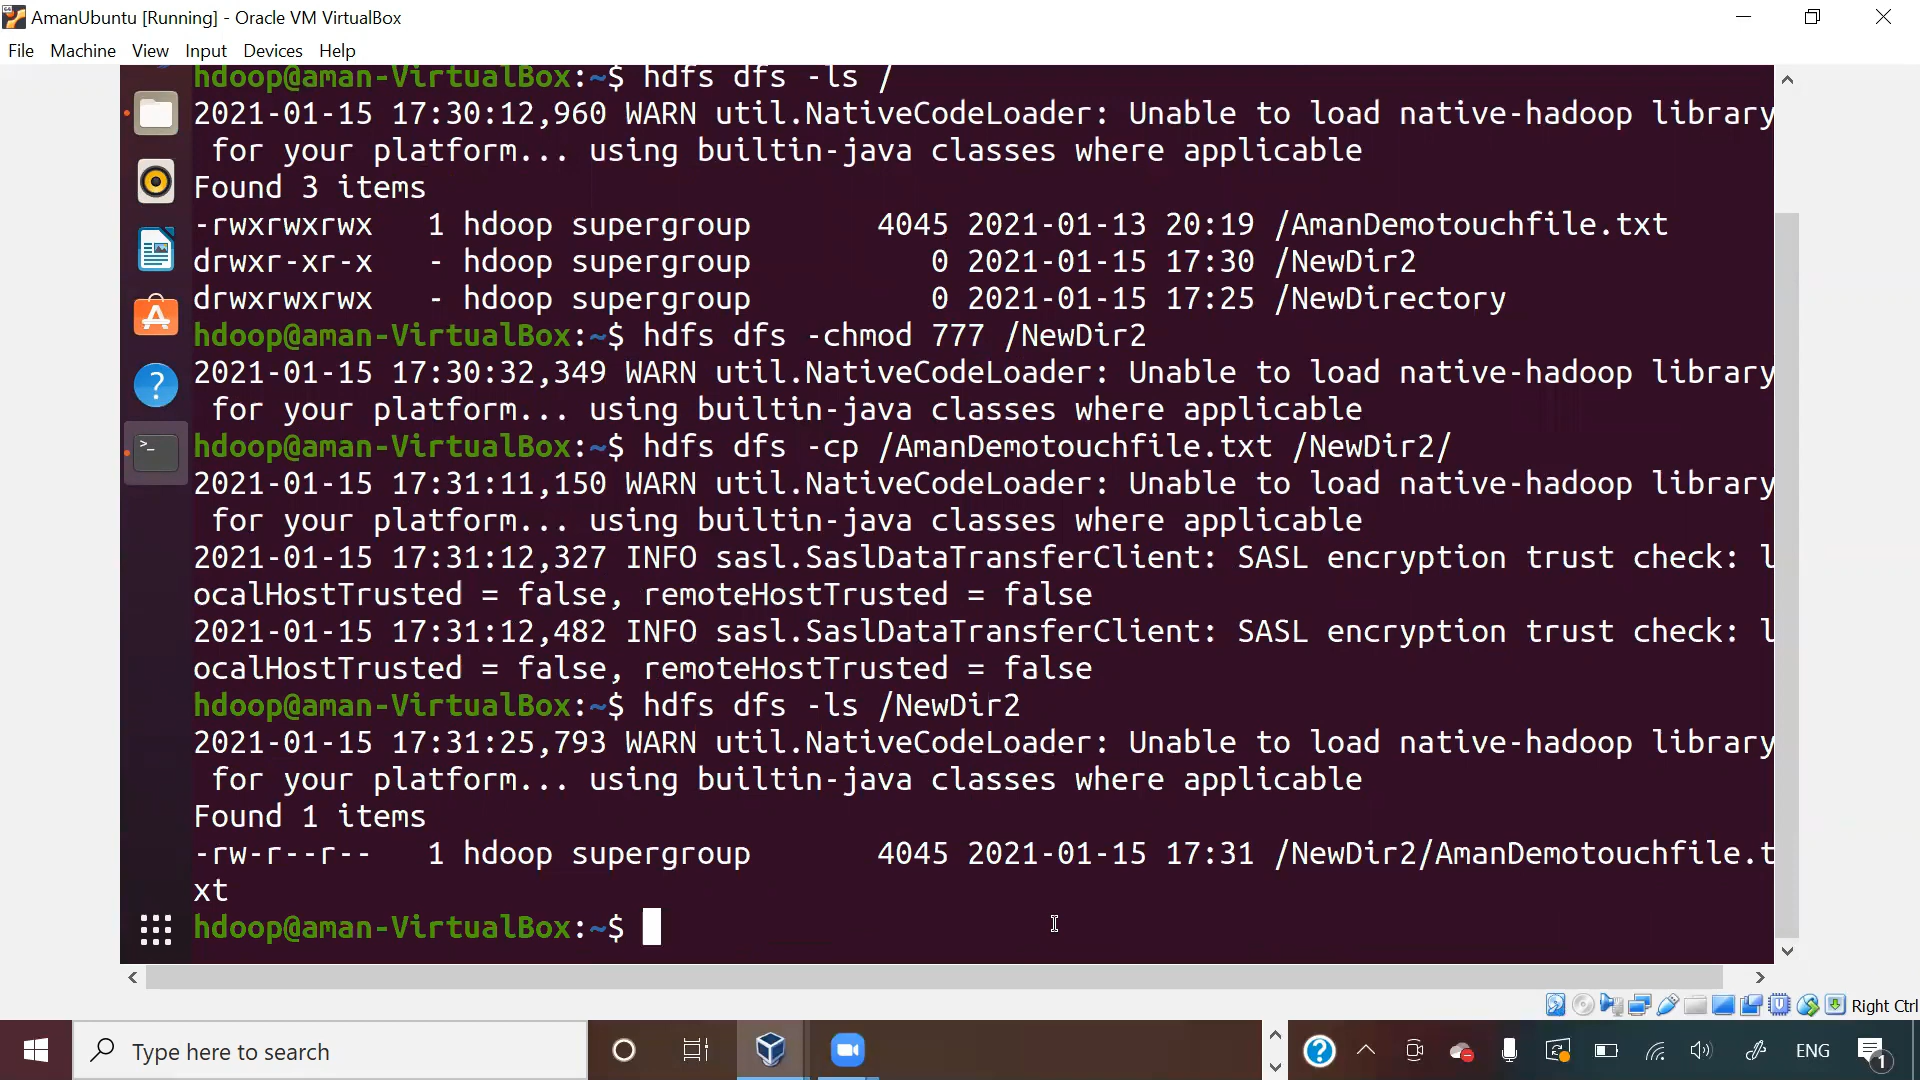 AmanUbuntu [Running] - Oracle VM VirtualBox
File Machine View Input Devices Help
hdoop@aman-VirtualBox:~$ hdfs dfs -ls /
2021-01-15 17:30:12,960 WARN util.NativeCodeLoader: Unable to load native-hadoop library
for your platform... using builtin-java classes where applicable
Found 3 items
-rwxrwxrwx   1 hdoop supergroup       4045 2021-01-13 20:19 /AmanDemotouchfile.txt
drwxr-xr-x   - hdoop supergroup          0 2021-01-15 17:30 /NewDir2
drwxrwxrwx   - hdoop supergroup          0 2021-01-15 17:25 /NewDirectory
hdoop@aman-VirtualBox:~$ hdfs dfs -chmod 777 /NewDir2
2021-01-15 17:30:32,349 WARN util.NativeCodeLoader: Unable to load native-hadoop library
for your platform... using builtin-java classes where applicable
hdoop@aman-VirtualBox:~$ hdfs dfs -cp /AmanDemotouchfile.txt /NewDir2/
2021-01-15 17:31:11,150 WARN util.NativeCodeLoader: Unable to load native-hadoop library
for your platform... using builtin-java classes where applicable
2021-01-15 17:31:12,327 INFO sasl.SaslDataTransferClient: SASL encryption trust check: l
ocalHostTrusted = false, remoteHostTrusted = false
2021-01-15 17:31:12,482 INFO sasl.SaslDataTransferClient: SASL encryption trust check: l
ocalHostTrusted = false, remoteHostTrusted = false
hdoop@aman-VirtualBox:~$ hdfs dfs -ls /NewDir2
2021-01-15 17:31:25,793 WARN util.NativeCodeLoader: Unable to load native-hadoop library
for your platform... using builtin-java classes where applicable
Found 1 items
-rw-r--r--   1 hdoop supergroup       4045 2021-01-15 17:31 /NewDir2/AmanDemotouchfile.t
xt
hdoop@aman-VirtualBox:~$
Right Ctrl
Type here to search
ENG
1